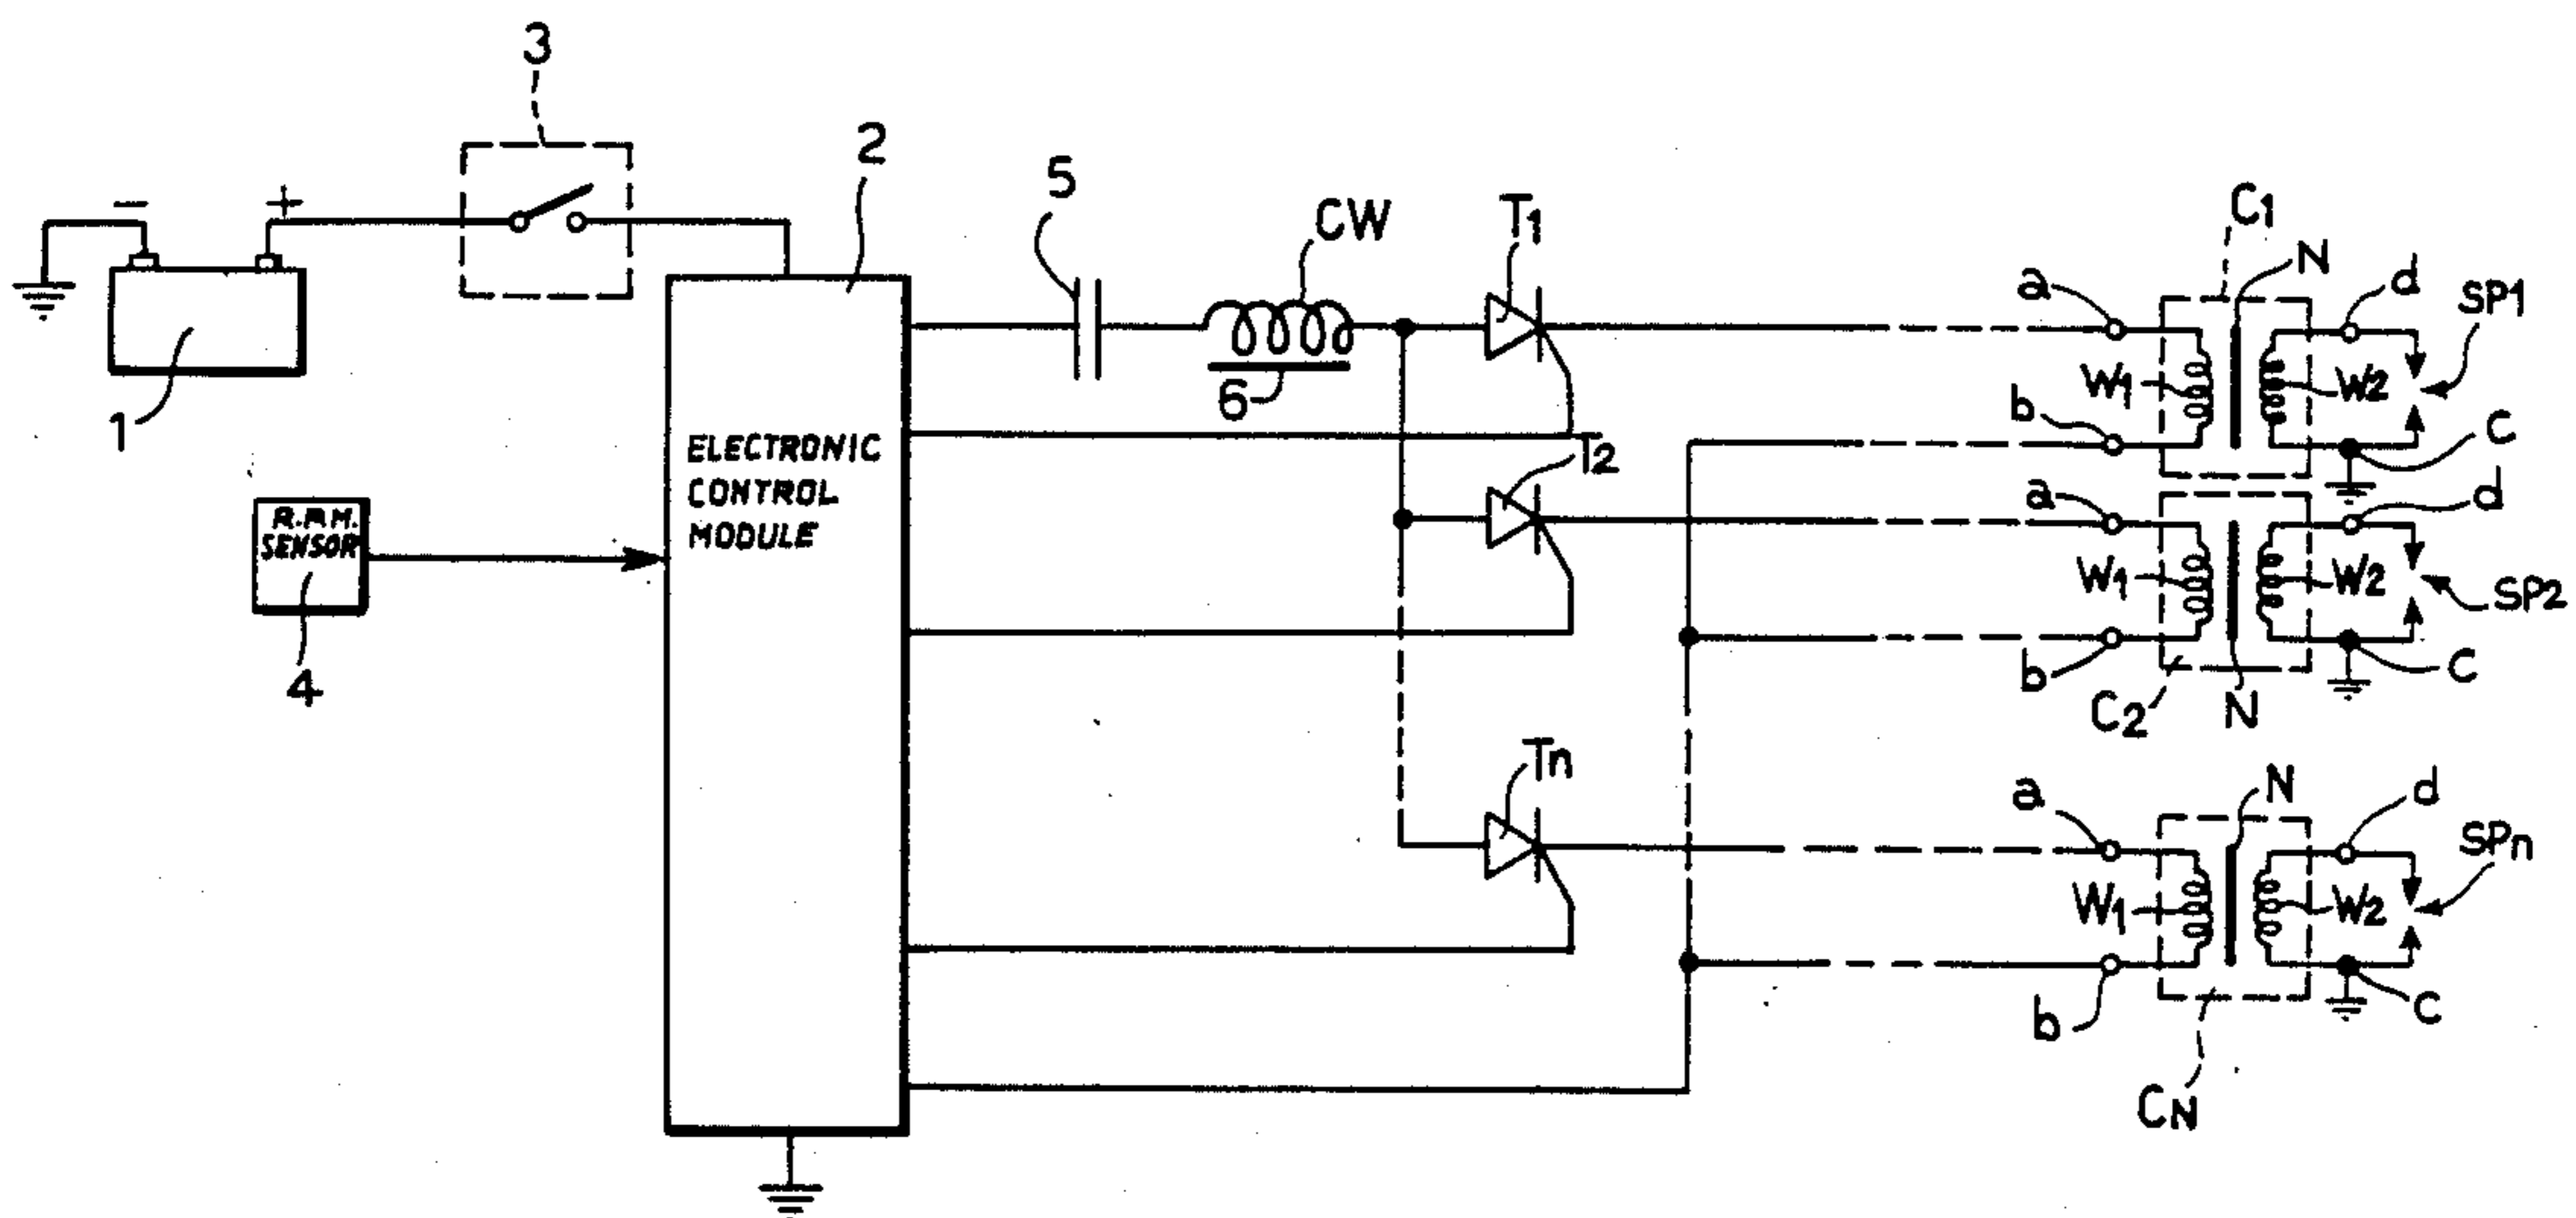 3
2
5
CW
T1
C1
N
− +
a
d
SP1
1
6
W1
W2
b
C
ELECTRONIC
CONTROL
MODULE
T2
a
d
R.P.M.
SENSOR
W1
W2
SP2
4
b
C
C2
N
Tn
N
a
d
SPn
W1
W2
b
C
CN